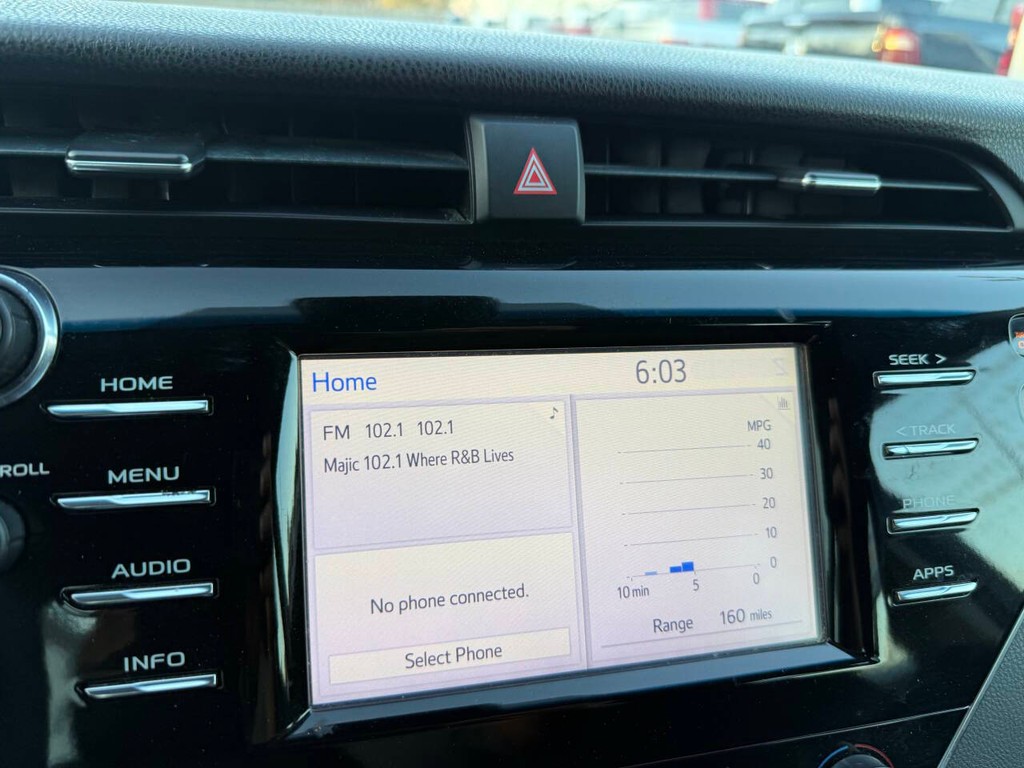 HOME
MENU
AUDIO
INFO
ROLL
Home 6:03
FM 102.1 102.1
Majic 102.1 Where R&B Lives
No phone connected.
Select Phone
MPG
40
30
20
10
0
10 min 5 0
Range 160 miles
SEEK >
< TRACK
PHONE
APPS